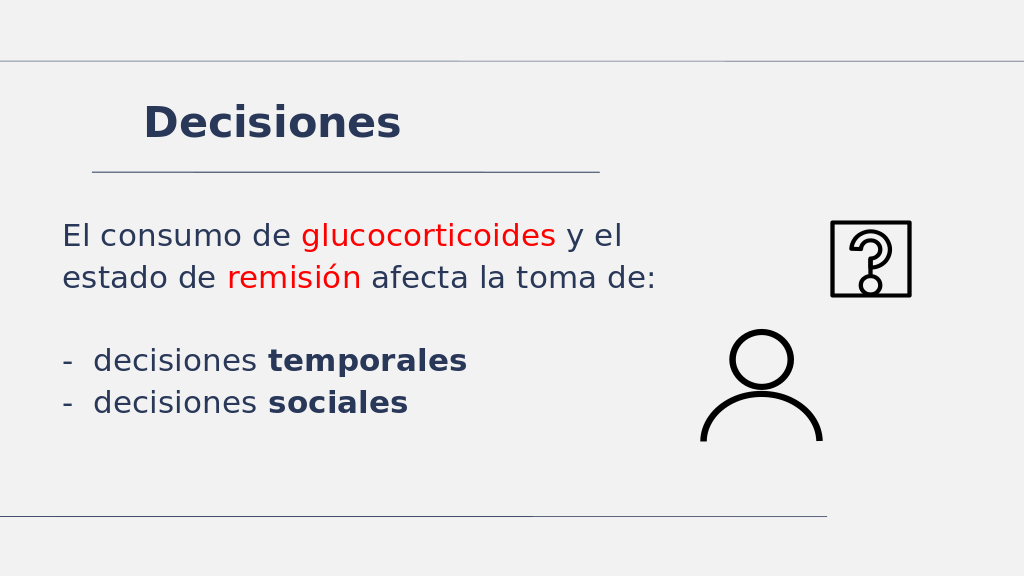 Decisiones
El consumo de glucocorticoides y el
estado de remisión afecta la toma de:
- decisiones temporales
- decisiones sociales
?